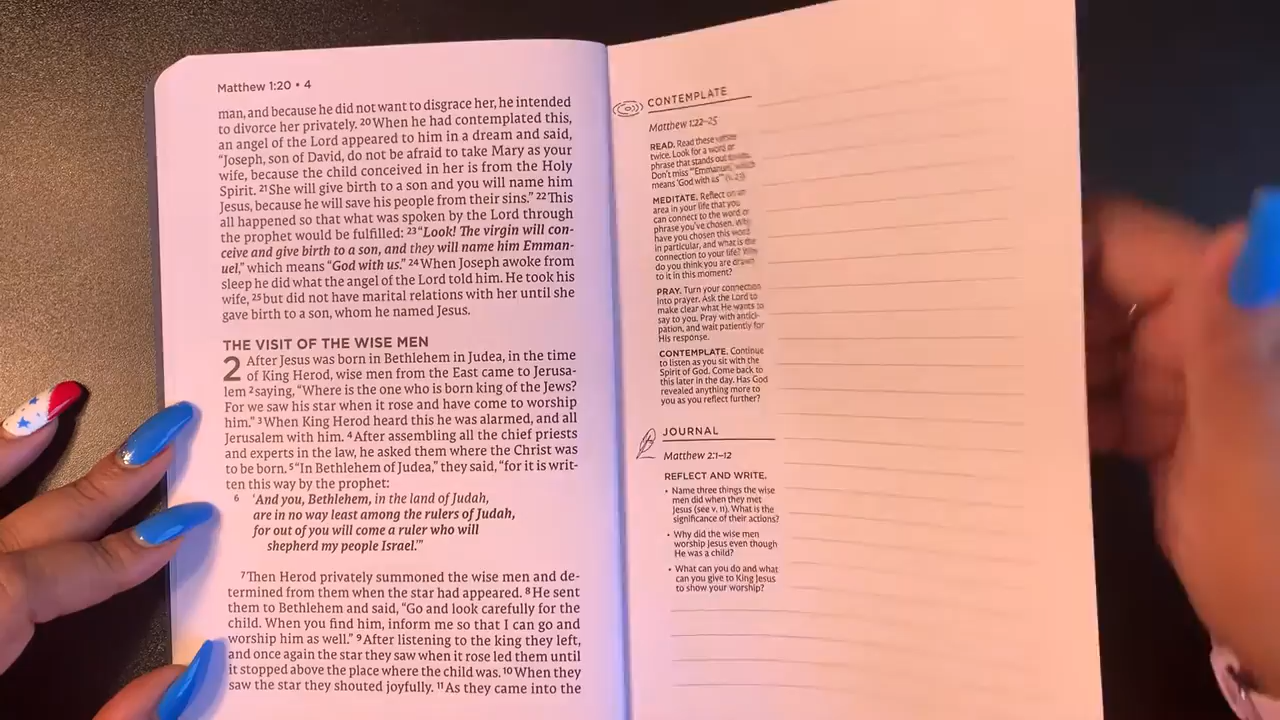 Matthew 1:20 • 4
man, and because he did not want to disgrace her, he intended
to divorce her privately. 20 When he had contemplated this,
an angel of the Lord appeared to him in a dream and said,
“Joseph, son of David, do not be afraid to take Mary as your
wife, because the child conceived in her is from the Holy
Spirit. 21 She will give birth to a son and you will name him
Jesus, because he will save his people from their sins.” 22 This
all happened so that what was spoken by the Lord through
the prophet would be fulfilled: 23 “Look! The virgin will con-
ceive and give birth to a son, and they will name him Emman-
uel,” which means “God with us.” 24 When Joseph awoke from
sleep he did what the angel of the Lord told him. He took his
wife, 25 but did not have marital relations with her until she
gave birth to a son, whom he named Jesus.
THE VISIT OF THE WISE MEN
2 After Jesus was born in Bethlehem in Judea, in the time
of King Herod, wise men from the East came to Jerusa-
lem 2 saying, “Where is the one who is born king of the Jews?
For we saw his star when it rose and have come to worship
him.” 3 When King Herod heard this he was alarmed, and all
Jerusalem with him. 4 After assembling all the chief priests
and experts in the law, he asked them where the Christ was
to be born. 5 “In Bethlehem of Judea,” they said, “for it is writ-
ten this way by the prophet:
6 ‘And you, Bethlehem, in the land of Judah,
are in no way least among the rulers of Judah,
for out of you will come a ruler who will
shepherd my people Israel.’”
7 Then Herod privately summoned the wise men and de-
termined from them when the star had appeared. 8 He sent
them to Bethlehem and said, “Go and look carefully for the
child. When you find him, inform me so that I can go and
worship him as well.” 9 After listening to the king they left,
and once again the star they saw when it rose led them until
it stopped above the place where the child was. 10 When they
saw the star they shouted joyfully. 11 As they came into the
CONTEMPLATE
Matthew 1:22–25
READ. Read these verses
twice. Look for a word or
phrase that stands out
Don’t miss “‘Emmanuel,’ which
means ‘God with us’” (v. 23).
MEDITATE. Reflect on an
area in your life that you
can connect to the word or
phrase you’ve chosen. Why
have you chosen this word
in particular, and what is the
connection to your life? Why
do you think you are drawn
to it in this moment?
PRAY. Turn your connection
into prayer. Ask the Lord to
make clear what He wants to
say to you. Pray with antici-
pation, and wait patiently for
His response.
CONTEMPLATE. Continue
to listen as you sit with the
Spirit of God. Come back to
this later in the day. Has God
revealed anything more to
you as you reflect further?
JOURNAL
Matthew 2:1–12
REFLECT AND WRITE.
• Name three things the wise
men did when they met
Jesus (see v. 11). What is the
significance of their actions?
• Why did the wise men
worship Jesus even though
He was a child?
• What can you do and what
can you give to King Jesus
to show your worship?